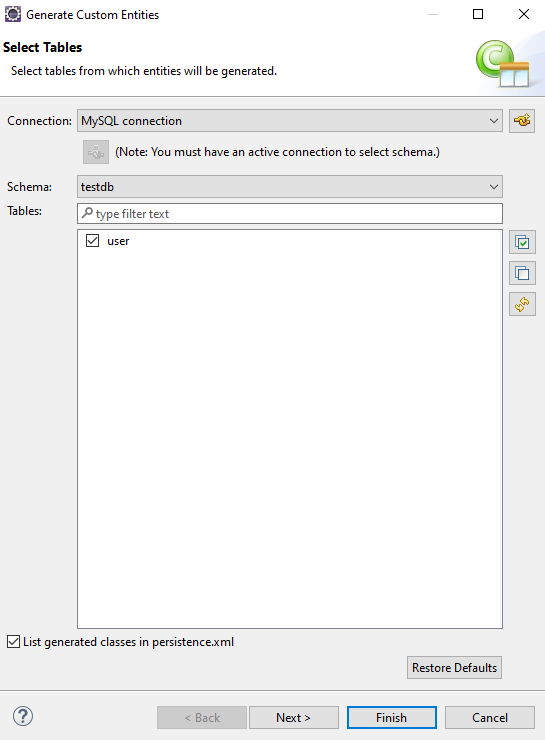 Generate Custom Entities
Select Tables
Select tables from which entities will be generated.
Connection: MySQL connection
(Note: You must have an active connection to select schema.)
Schema: testdb
Tables: type filter text
user
List generated classes in persistence.xml
Restore Defaults
? < Back Next > Finish Cancel